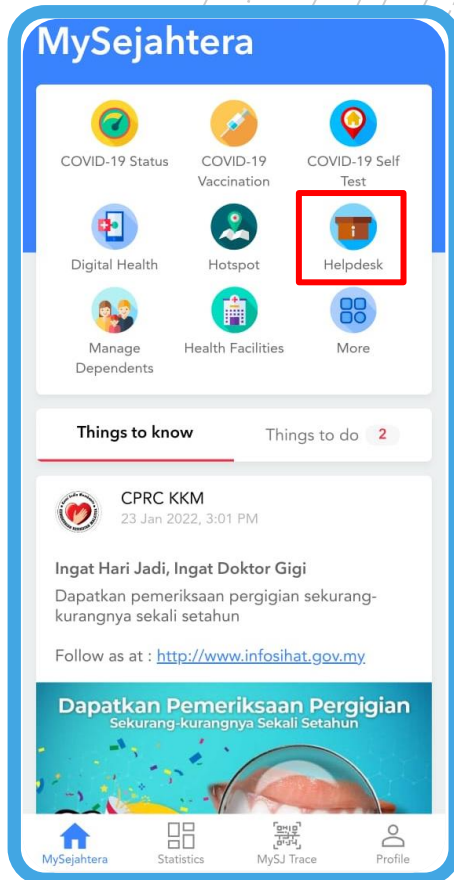 MySejahtera
COVID-19 Status
COVID-19
Vaccination
COVID-19 Self
Test
Digital Health
Hotspot
Helpdesk
Manage
Dependents
Health Facilities
More
Things to know
Things to do 2
CPRC KKM
23 Jan 2022, 3:01 PM
Ingat Hari Jadi, Ingat Doktor Gigi
Dapatkan pemeriksaan pergigian sekurang-
kurangnya sekali setahun
Follow as at : http://www.infosihat.gov.my
Dapatkan Pemeriksaan Pergigian
Sekurang-kurangnya Sekali Setahun
MySejahtera
Statistics
MySJ Trace
Profile